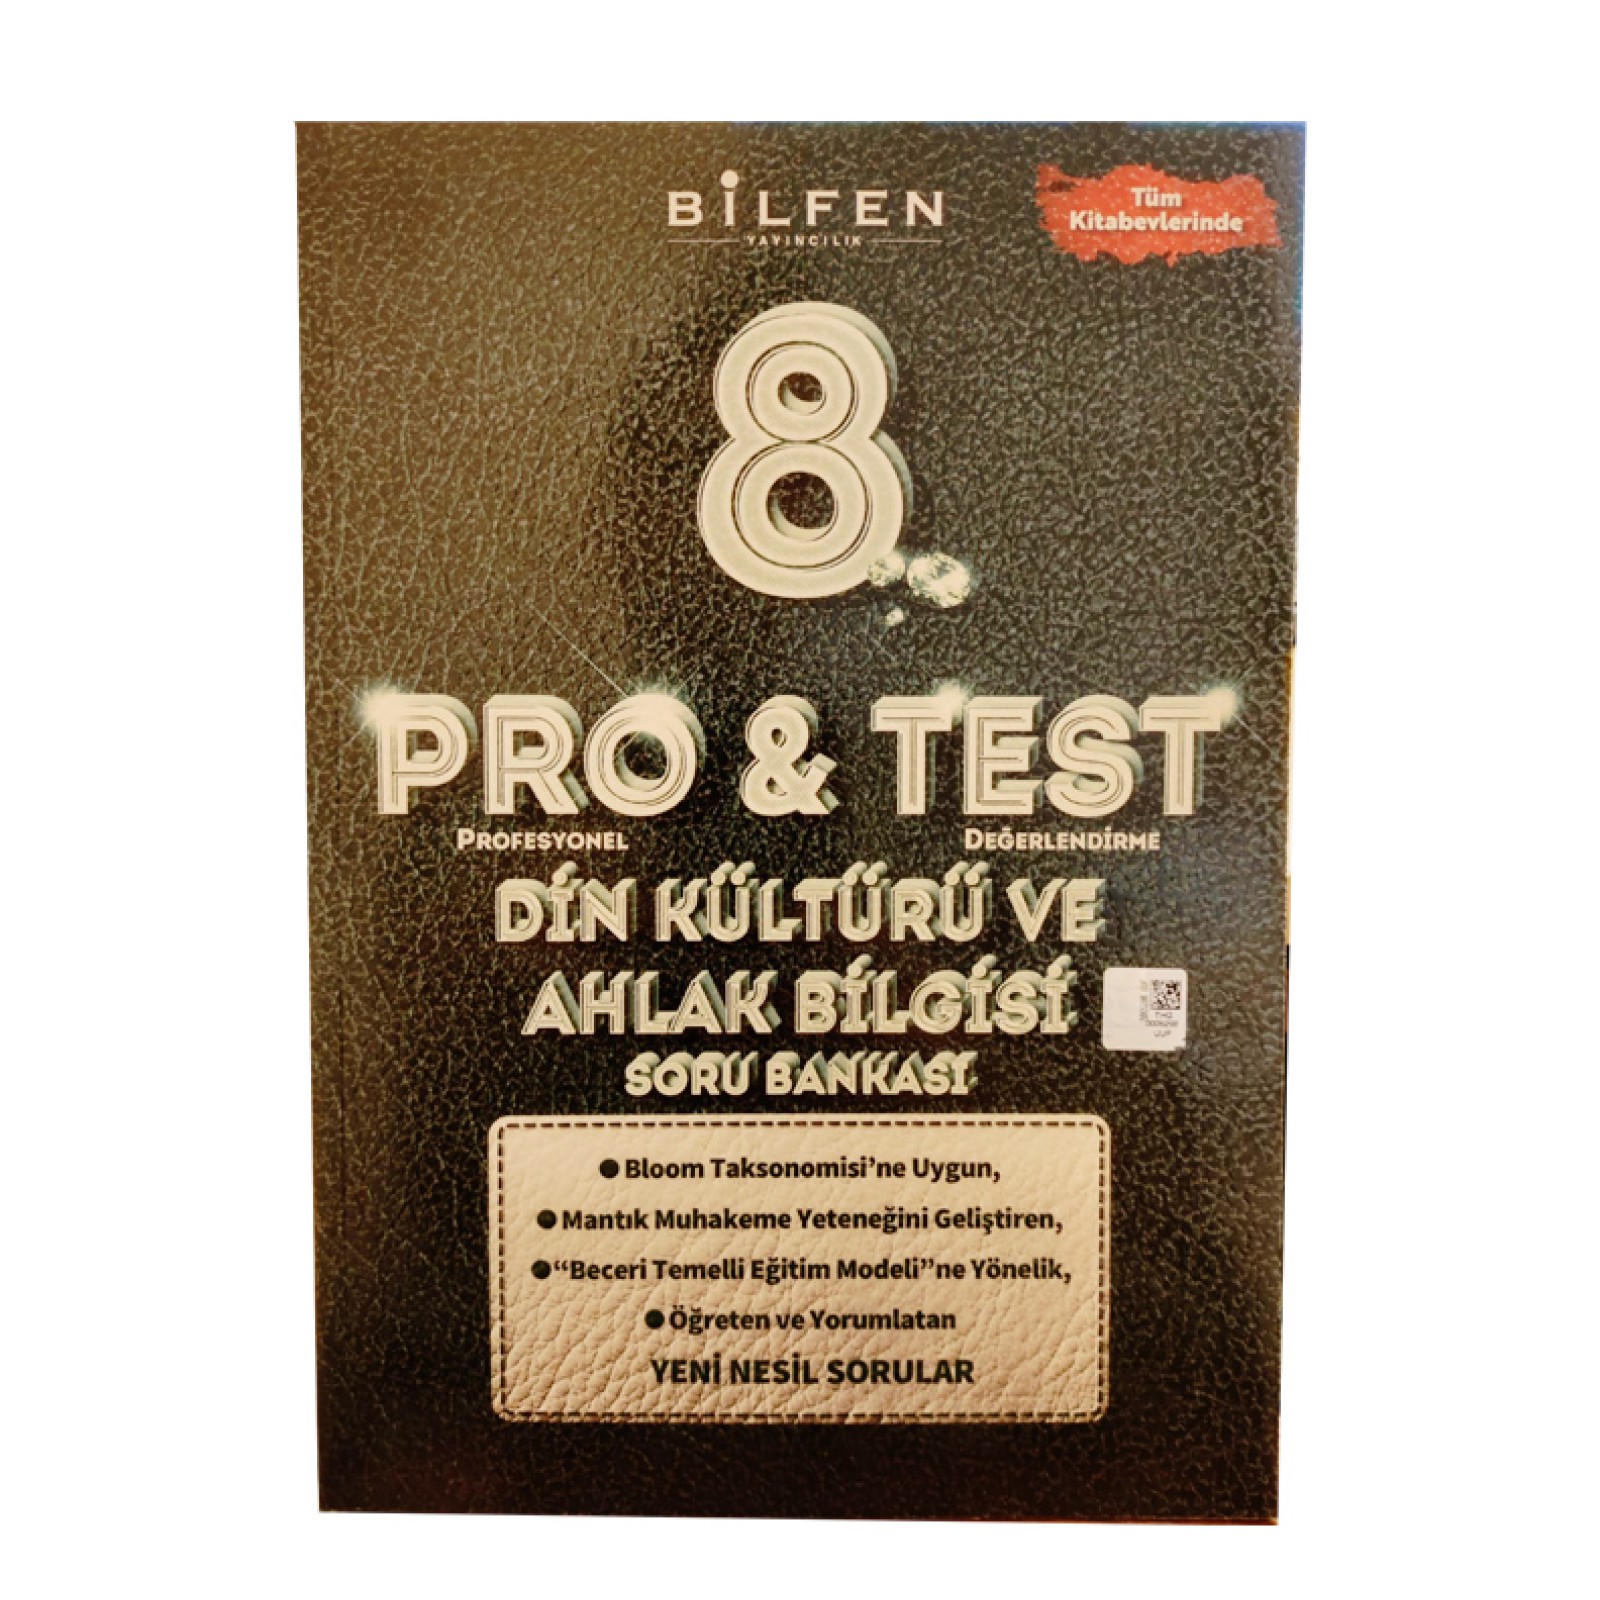 BİLFEN
YAYINCILIK
Tüm
Kitabevlerinde
8.
PRO & TEST
PROFESYONEL DEĞERLENDİRME
DİN KÜLTÜRÜ VE
AHLAK BİLGİSİ
SORU BANKASI
● Bloom Taksonomisi’ne Uygun,
● Mantık Muhakeme Yeteneğini Geliştiren,
● “Beceri Temelli Eğitim Modeli”ne Yönelik,
● Öğreten ve Yorumlatan
YENİ NESİL SORULAR